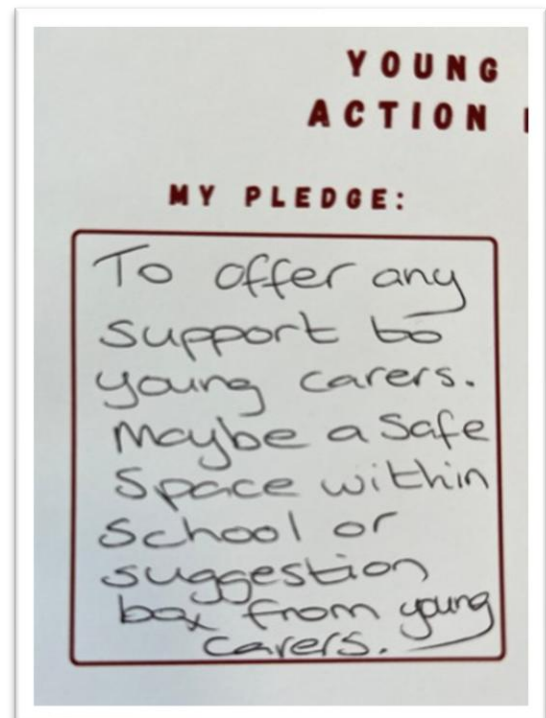 YOUNG
ACTION
MY PLEDGE:
To offer any
support to
young carers.
Maybe a safe
space within
school or
suggestion
box from young
carers.